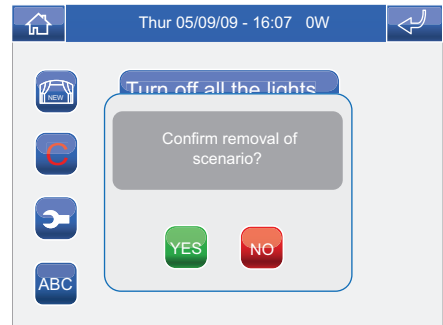 Thur 05/09/09 - 16:07 0W
NEW
Turn off all the lights
C
Confirm removal of
scenario?
YES
NO
ABC